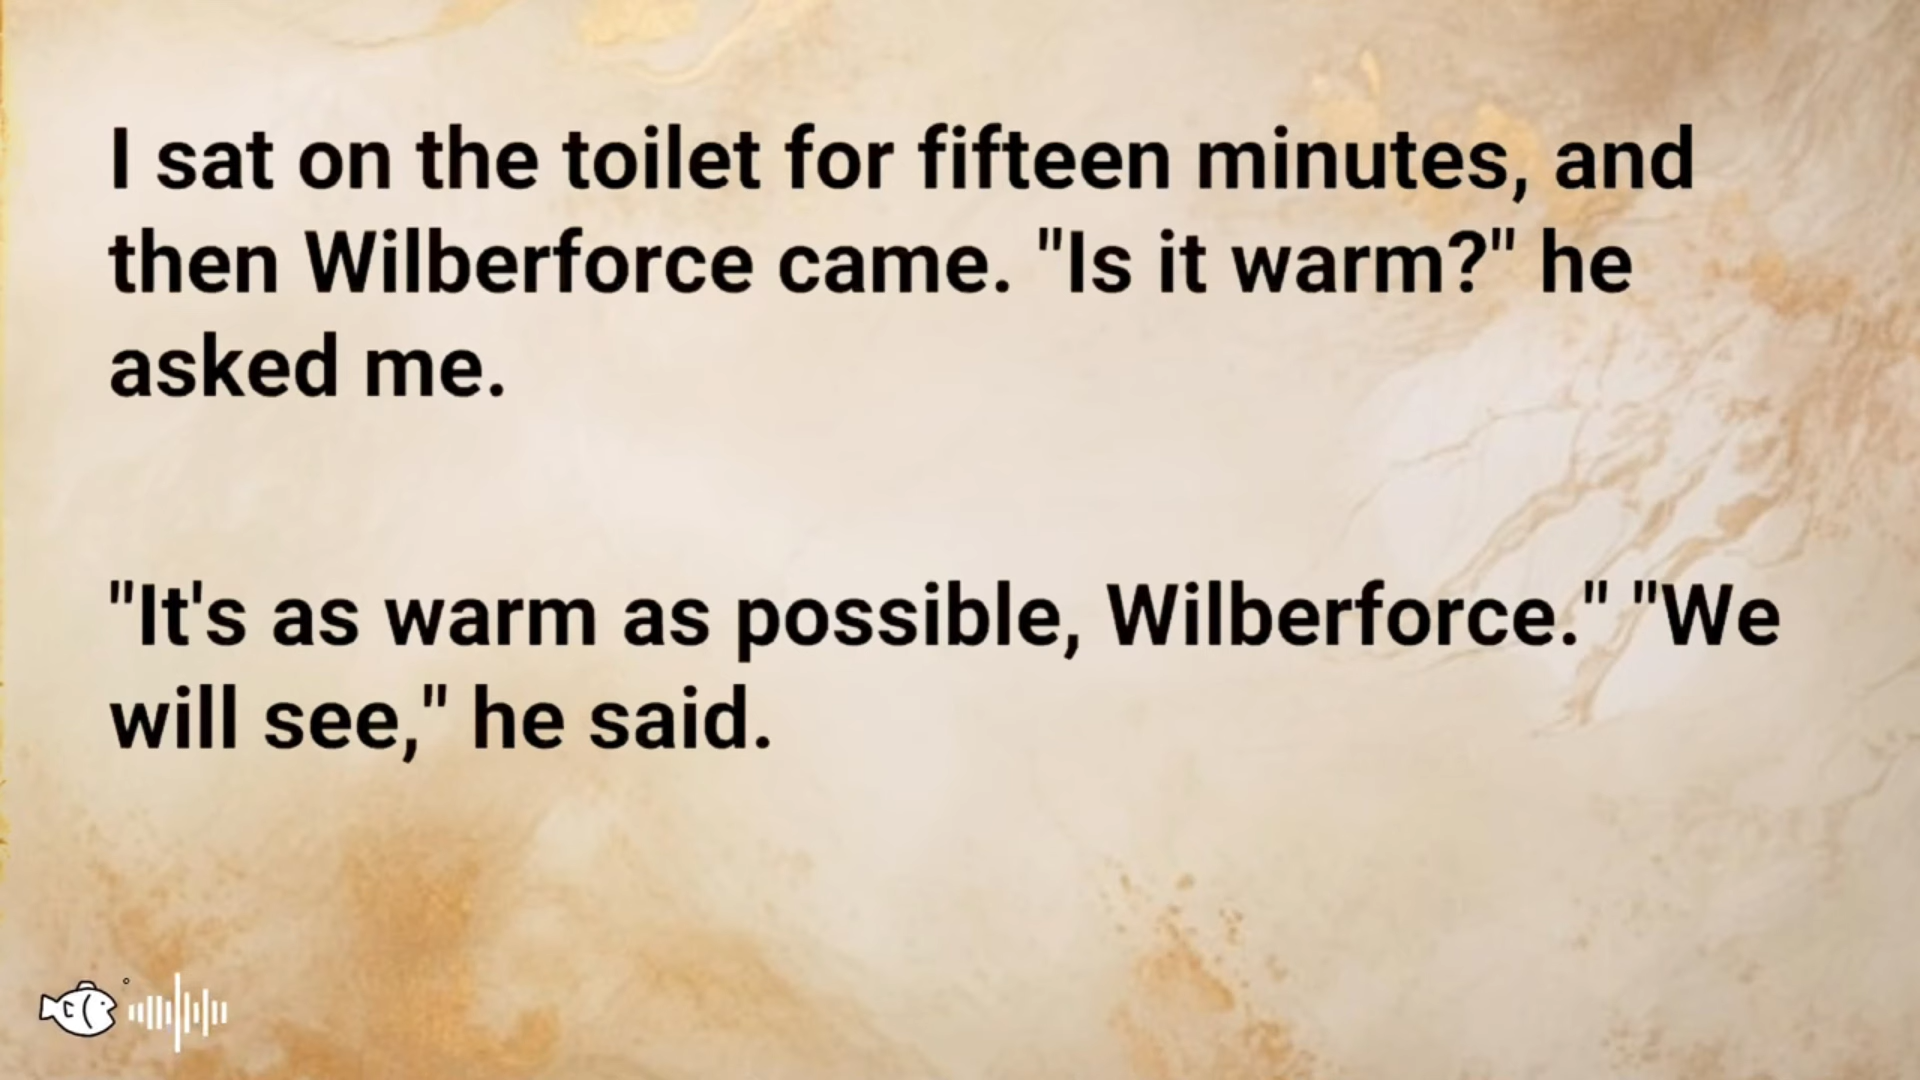 I sat on the toilet for fifteen minutes, and
then Wilberforce came. "Is it warm?" he
asked me.
"It's as warm as possible, Wilberforce." "We
will see," he said.